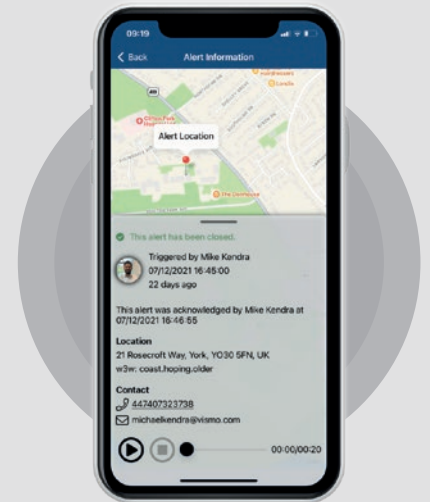 09:19
Back
Alert Information
Alert Location
This alert has been closed.
Triggered by Mike Kendra
07/12/2021 16:45:00
22 days ago
This alert was acknowledged by Mike Kendra at
07/12/2021 16:46:55
Location
21 Rosecroft Way, York, YO30 5FN, UK
w3w: coast.hoping.older
Contact
447407323738
michaelkendra@vismo.com
00:00/00:20